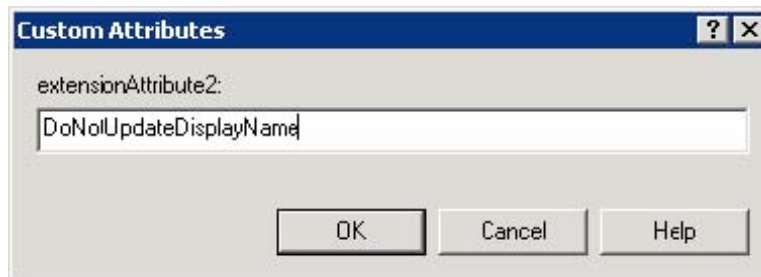 Custom Attributes
extensionAttribute2:
DoNotUpdateDisplayName
OK Cancel Help